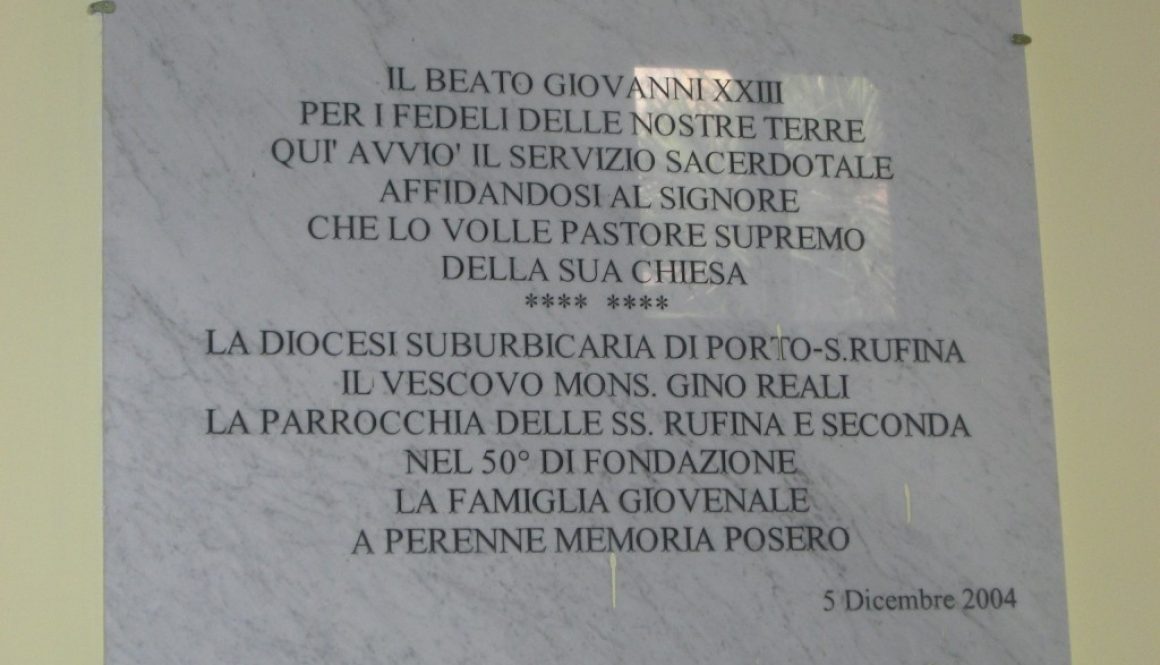 IL BEATO GIOVANNI XXIII
PER I FEDELI DELLE NOSTRE TERRE
QUI' AVVIO' IL SERVIZIO SACERDOTALE
AFFIDANDOSI AL SIGNORE
CHE LO VOLLE PASTORE SUPREMO
DELLA SUA CHIESA
**** ****
LA DIOCESI SUBURBICARIA DI PORTO-S.RUFINA
IL VESCOVO MONS. GINO REALI
LA PARROCCHIA DELLE SS. RUFINA E SECONDA
NEL 50° DI FONDAZIONE
LA FAMIGLIA GIOVENALE
A PERENNE MEMORIA POSERO
5 Dicembre 2004